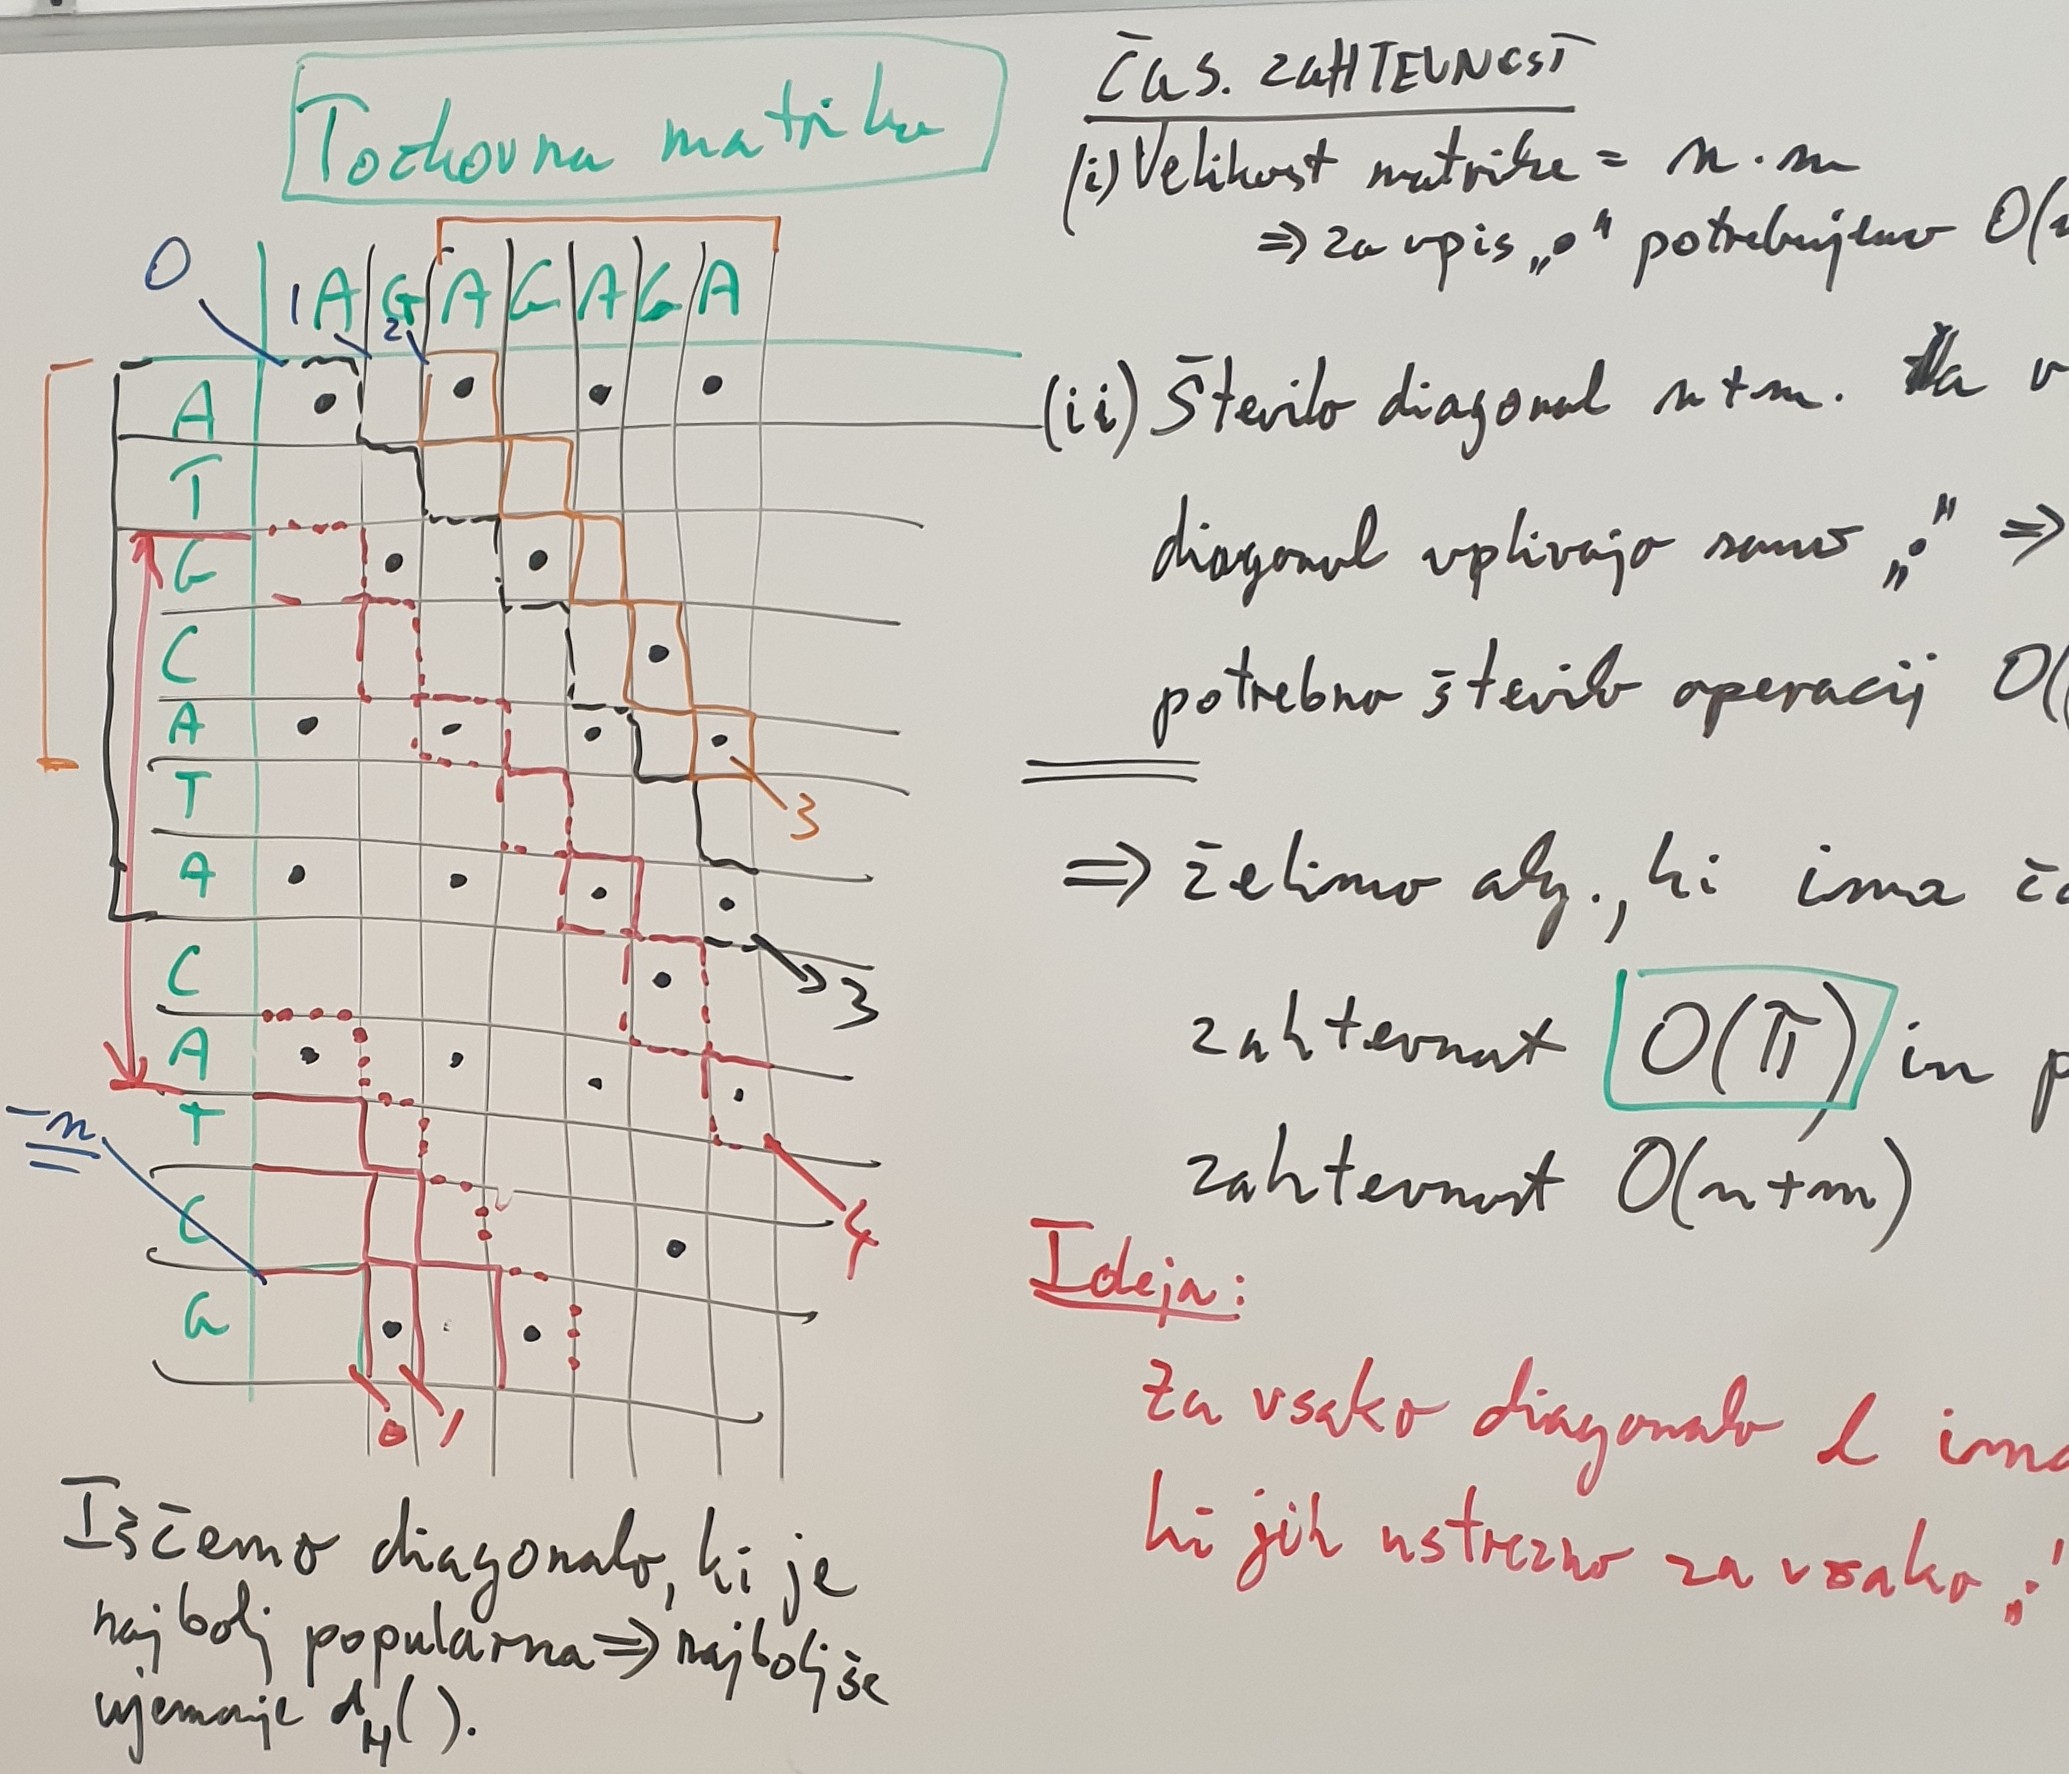 Točkovna matrika
0
1 A G A G A G A
2
A
T
G
C
A
T
3
A
C
3
A
T
-n
C
4
G
0 1
Iščemo diagonalo, ki je
najbolj popularna ⇒ najboljše
ujemanje d_H().
ČAS. ZAHTEVNOST
(i) Velikost matrike = n·m
⇒ za vpis „•“ potrebujemo O(
(ii) Število diagonal n+m. Na v
diagonal vplivajo samo „•“ ⇒
potrebno število operacij O(
⇒ želimo alg., ki ima ča
zahtevnost O(π) in p
zahtevnost O(n+m)
Ideja:
Za vsako diagonalo l ima
ki jih ustrezno za vsako „•